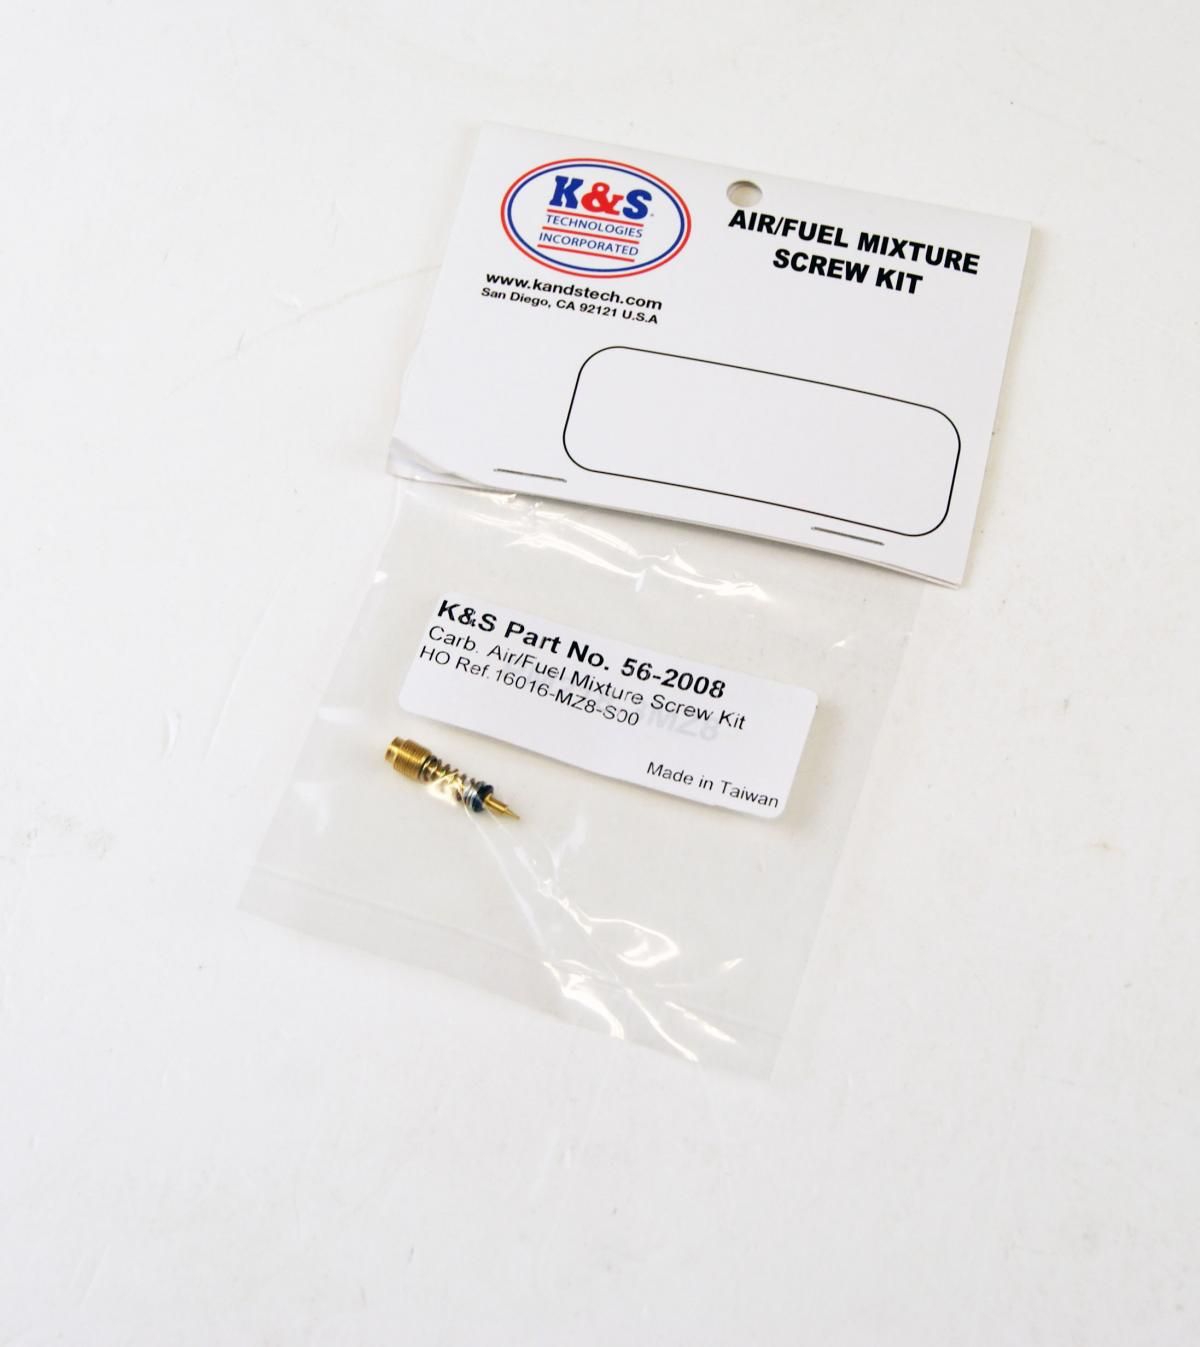 K&S
TECHNOLOGIES
INCORPORATED
www.kandstech.com
San Diego, CA 92121 U.S.A
AIR/FUEL MIXTURE
SCREW KIT
K&S Part No. 56-2008
Carb. Air/Fuel Mixture Screw Kit
HO Ref.16016-MZ8-S00
Made in Taiwan